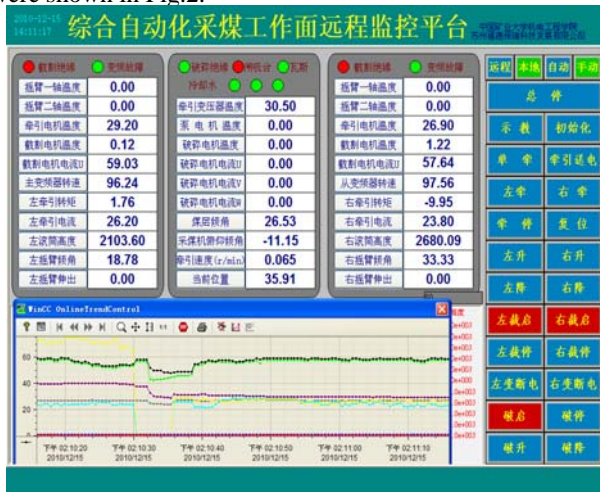 were shown in Fig.2.
2010-12-15
14:11:17
综合自动化采煤工作面远程监控平台
截割绝缘 变频故障
摇臂一轴温度 0.00
摇臂二轴温度 0.00
牵引电机温度 29.20
截割电机温度 0.12
截割电机电流U 59.03
主变频器转速 96.24
左牵引转矩 1.76
左牵引电流 26.20
左滚筒高度 2103.60
左摇臂倾角 18.78
左摇臂伸出 0.00
破碎绝缘 瓦斯
冷却水
牵引变压器温度 30.50
泵电机温度 0.00
破碎电机温度 0.00
破碎电机电流U 0.00
破碎电机电流V 0.00
破碎电机电流W 0.00
煤层倾角 26.53
采煤机俯仰倾角 -11.15
牵引速度(r/min) 0.065
当前位置 35.91
截割绝缘 变频故障
摇臂一轴温度 0.00
摇臂二轴温度 0.00
牵引电机温度 26.90
截割电机温度 1.22
截割电机电流U 57.64
从变频器转速 97.56
右牵引转矩 -9.95
右牵引电流 23.80
右滚筒高度 2680.09
右摇臂倾角 33.33
右摇臂伸出 0.00
远程 本地 自动 手动
总 停
示教 初始化
单牵 牵引送电
左牵 右牵
牵停 复位
左升 右升
左降 右降
左截启 右截启
左截停 右截停
左变断电 右变断电
破启 破停
破升 破降
WinCC OnlineTrendControl
60
40
20
下午 02:10:20 下午 02:10:30 下午 02:10:40 下午 02:10:50 下午 02:11:00 下午 02:11:10
2010/12/15 2010/12/15 2010/12/15 2010/12/15 2010/12/15 2010/12/15